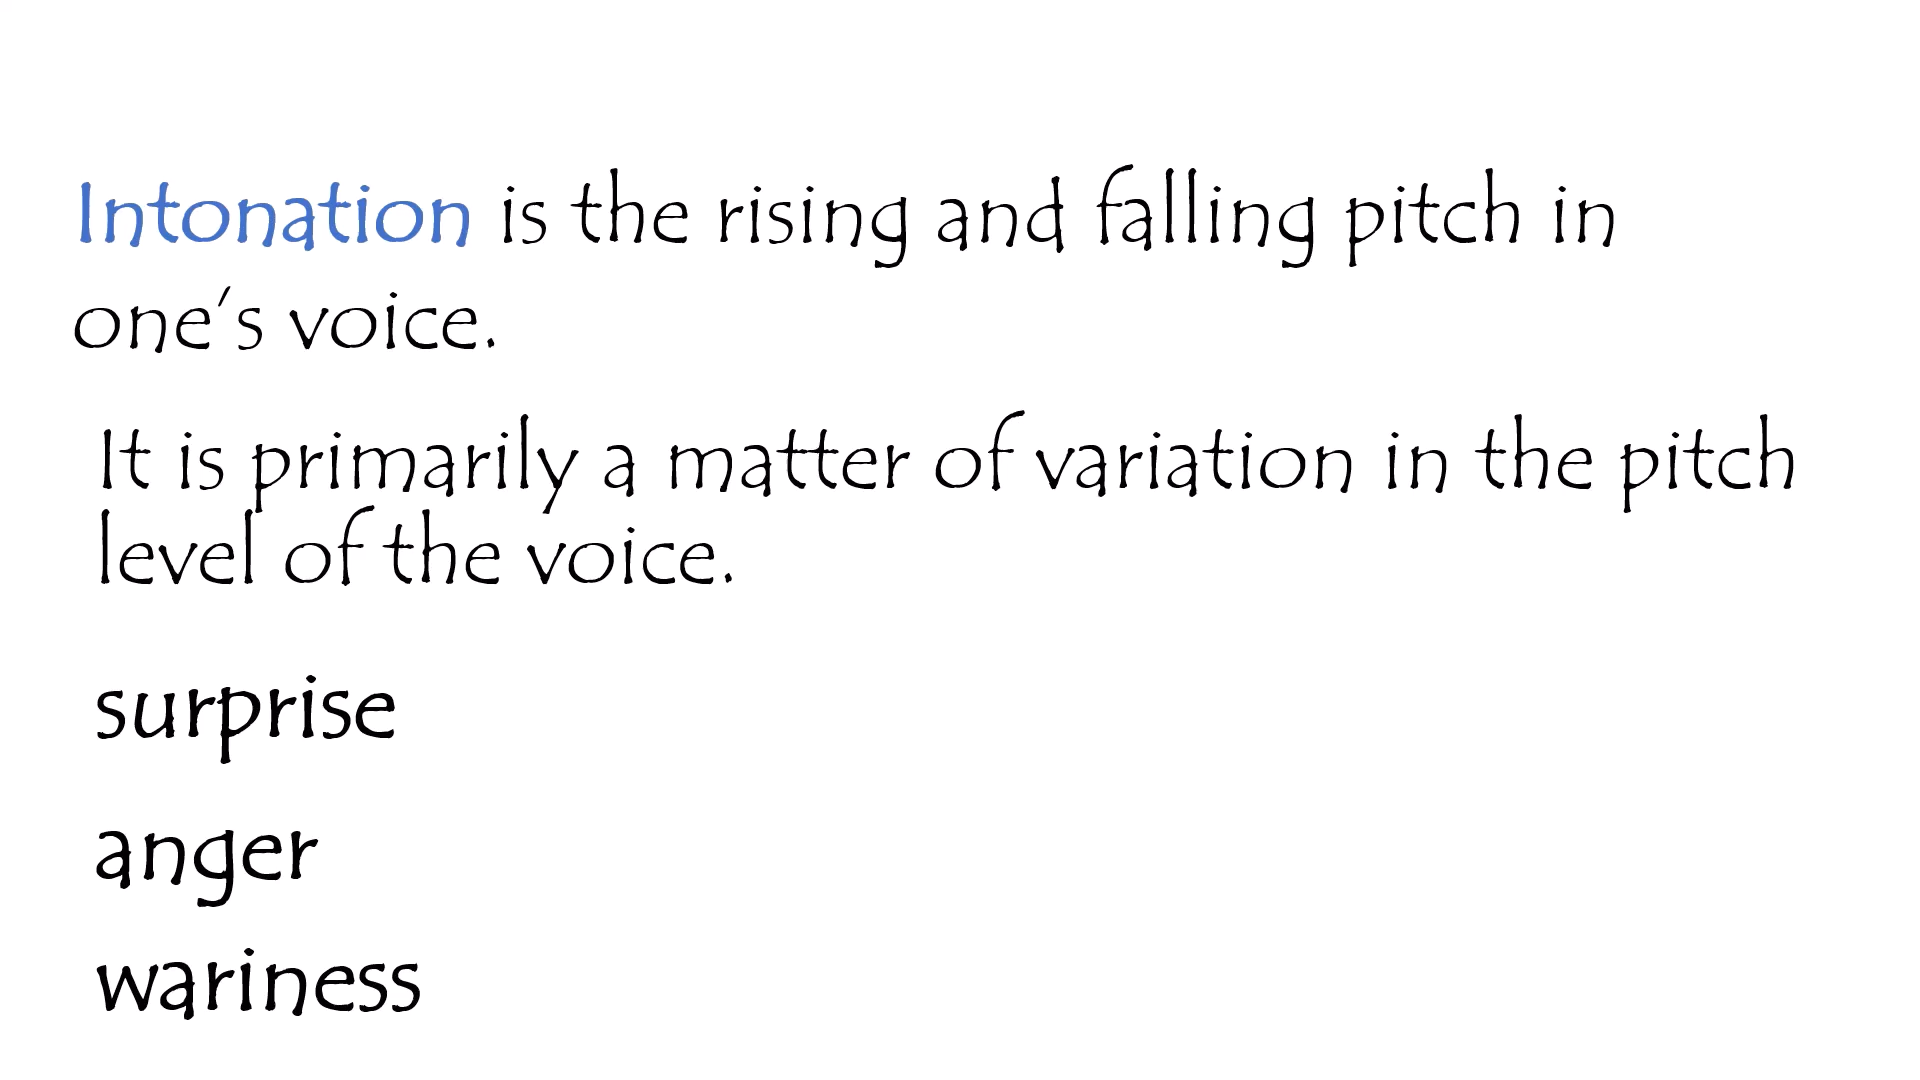 Intonation is the rising and falling pitch in
one's voice.
It is primarily a matter of variation in the pitch
level of the voice.
surprise
anger
wariness